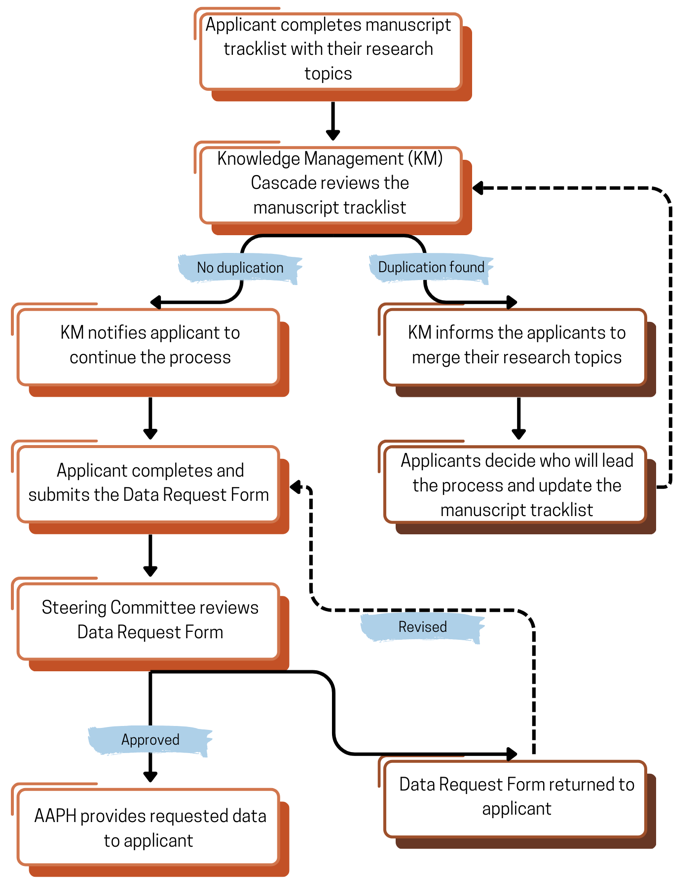 Applicant completes manuscript
tracklist with their research
topics
Knowledge Management (KM)
Cascade reviews the
manuscript tracklist
No duplication
Duplication found
KM notifies applicant to
continue the process
KM informs the applicants to
merge their research topics
Applicant completes and
submits the Data Request Form
Applicants decide who will lead
the process and update the
manuscript tracklist
Steering Committee reviews
Data Request Form
Revised
Approved
AAPH provides requested data
to applicant
Data Request Form returned to
applicant